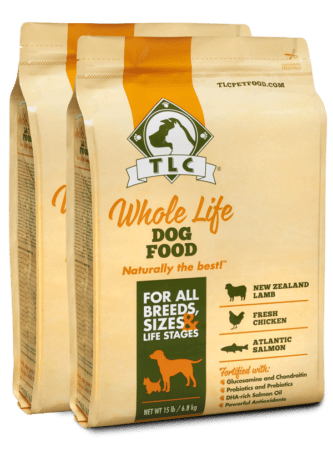 TLCPETFOOD.COM
TLC
Whole Life
DOG
FOOD
Naturally the best!™
FOR ALL
BREEDS,
SIZES &
LIFE STAGES
NEW ZEALAND
LAMB
FRESH
CHICKEN
ATLANTIC
SALMON
Fortified with:
• Glucosamine and Chondroitin
• Probiotics and Prebiotics
• DHA-rich Salmon Oil
• Powerful Antioxidants
NET WT 15 lb / 6.8 kg